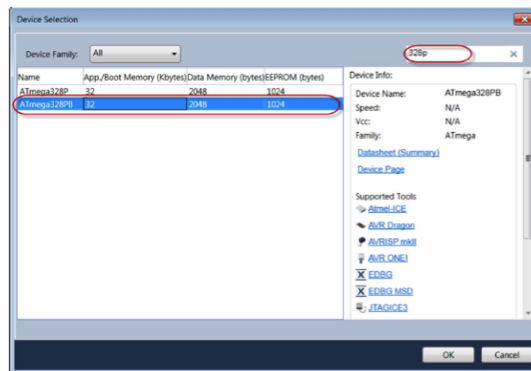 Device Selection
Device Family: All 328p
Name App./Boot Memory (Kbytes) Data Memory (bytes) EEPROM (bytes)
ATmega328P 32 2048 1024
ATmega328PB 32 2048 1024
Device Info:
Device Name: ATmega328PB
Speed: N/A
Vcc: N/A
Family: ATmega
Datasheet (Summary)
Device Page
Supported Tools
Atmel-ICE
AVR Dragon
AVRISP mkII
AVR ONE!
EDBG
EDBG MSD
JTAGICE3
OK Cancel